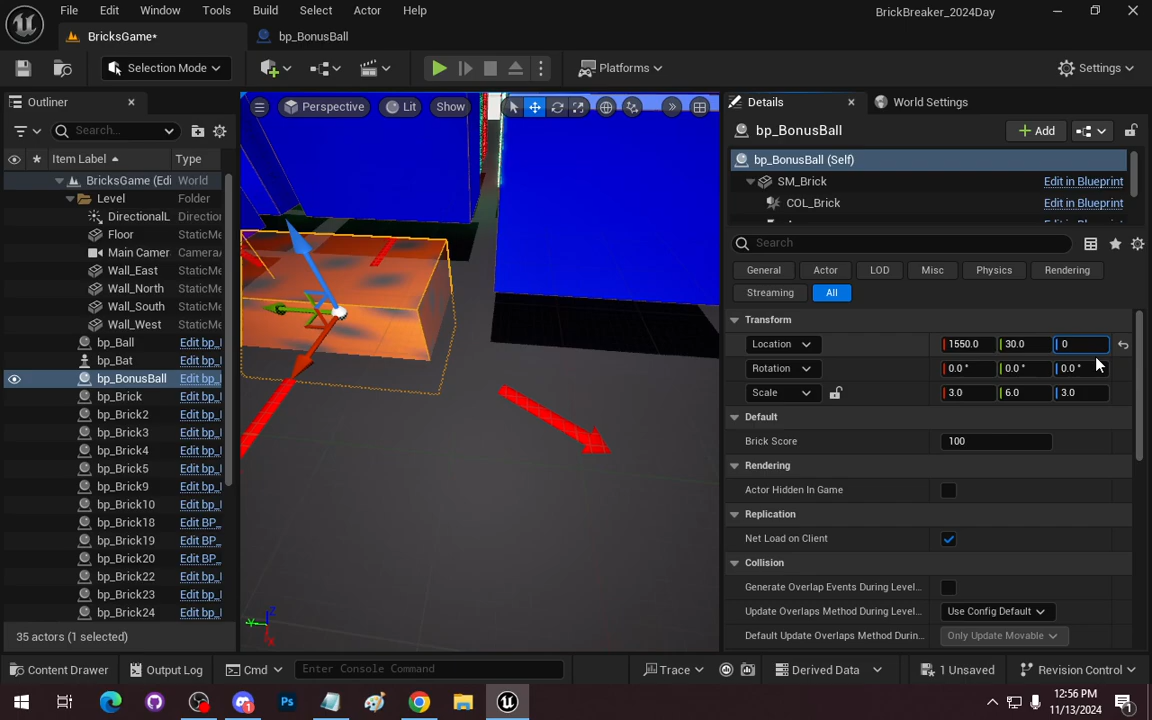 File Edit Window Tools Build Select Actor Help
BrickBreaker_2024Day
BricksGame*
bp_BonusBall
Selection Mode
Platforms
Settings
Outliner
Search...
Item Label
Type
BricksGame (Edi World
Level Folder
DirectionalL Direction
Floor StaticMe
Main Camer CameraA
Wall_East StaticMe
Wall_North StaticMe
Wall_South StaticMe
Wall_West StaticMe
bp_Ball Edit bp_
bp_Bat Edit bp_
bp_BonusBall Edit bp_
bp_Brick Edit bp_
bp_Brick2 Edit bp_
bp_Brick3 Edit bp_
bp_Brick4 Edit bp_
bp_Brick5 Edit bp_
bp_Brick9 Edit bp_
bp_Brick10 Edit bp_
bp_Brick18 Edit BP_
bp_Brick19 Edit BP_
bp_Brick20 Edit BP_
bp_Brick22 Edit bp_
bp_Brick23 Edit bp_
bp_Brick24 Edit bp_
35 actors (1 selected)
Perspective Lit Show
Z
Y
X
Details
World Settings
bp_BonusBall
Add
bp_BonusBall (Self)
SM_Brick Edit in Blueprint
COL_Brick Edit in Blueprint
Search
General Actor LOD Misc Physics Rendering
Streaming All
Transform
Location 1550.0 30.0 0
Rotation 0.0 ° 0.0 ° 0.0 °
Scale 3.0 6.0 3.0
Default
Brick Score 100
Rendering
Actor Hidden In Game
Replication
Net Load on Client
Collision
Generate Overlap Events During Level...
Update Overlaps Method During Level... Use Config Default
Default Update Overlaps Method Durin... Only Update Movable
Content Drawer
Output Log
Cmd
Enter Console Command
Trace
Derived Data
1 Unsaved
Revision Control
Ps
12:56 PM
11/13/2024
1